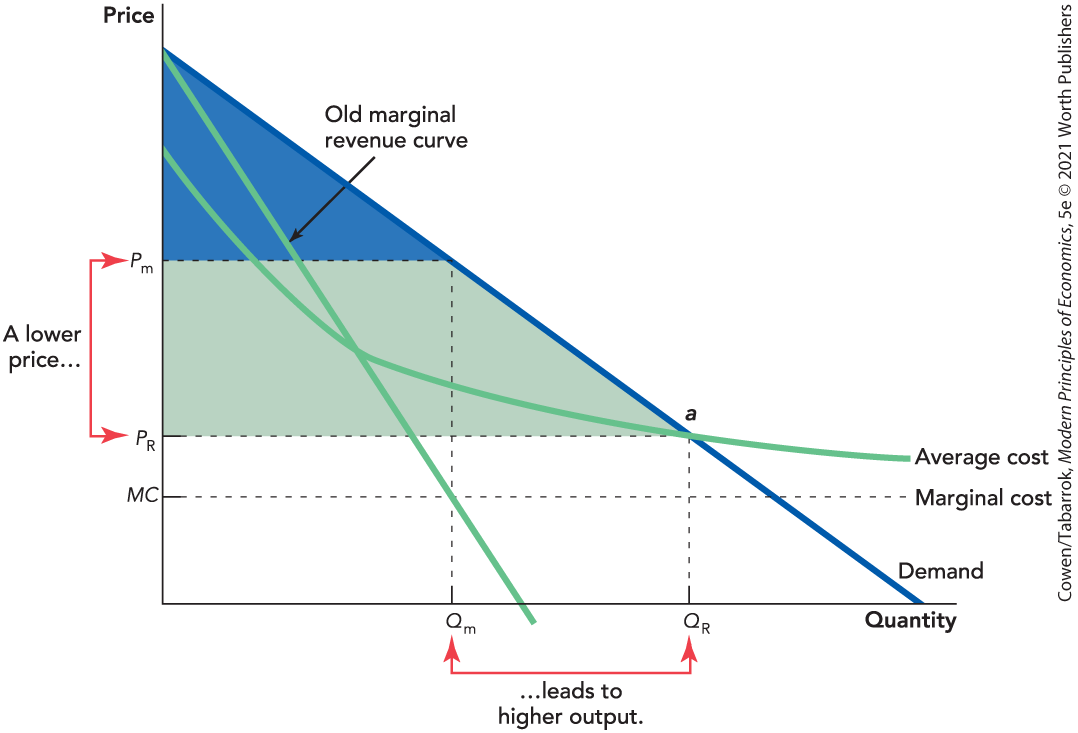 Price
Old marginal
revenue curve
Pm
A lower
price…
PR
a
Average cost
MC
Marginal cost
Demand
Qm
QR
Quantity
…leads to
higher output.
Cowen/Tabarrok, Modern Principles of Economics, 5e © 2021 Worth Publishers